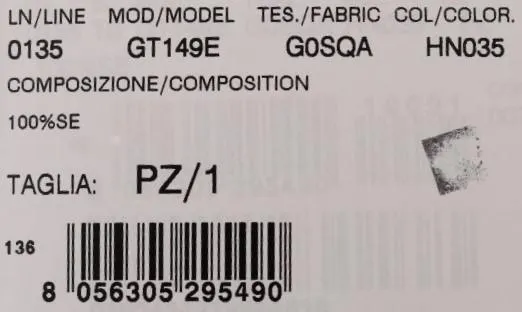 LN/LINE MOD/MODEL TES./FABRIC COL/COLOR.
0135 GT149E G0SQA HN035
COMPOSIZIONE/COMPOSITION
100%SE
TAGLIA: PZ/1
136
8 056305 295490